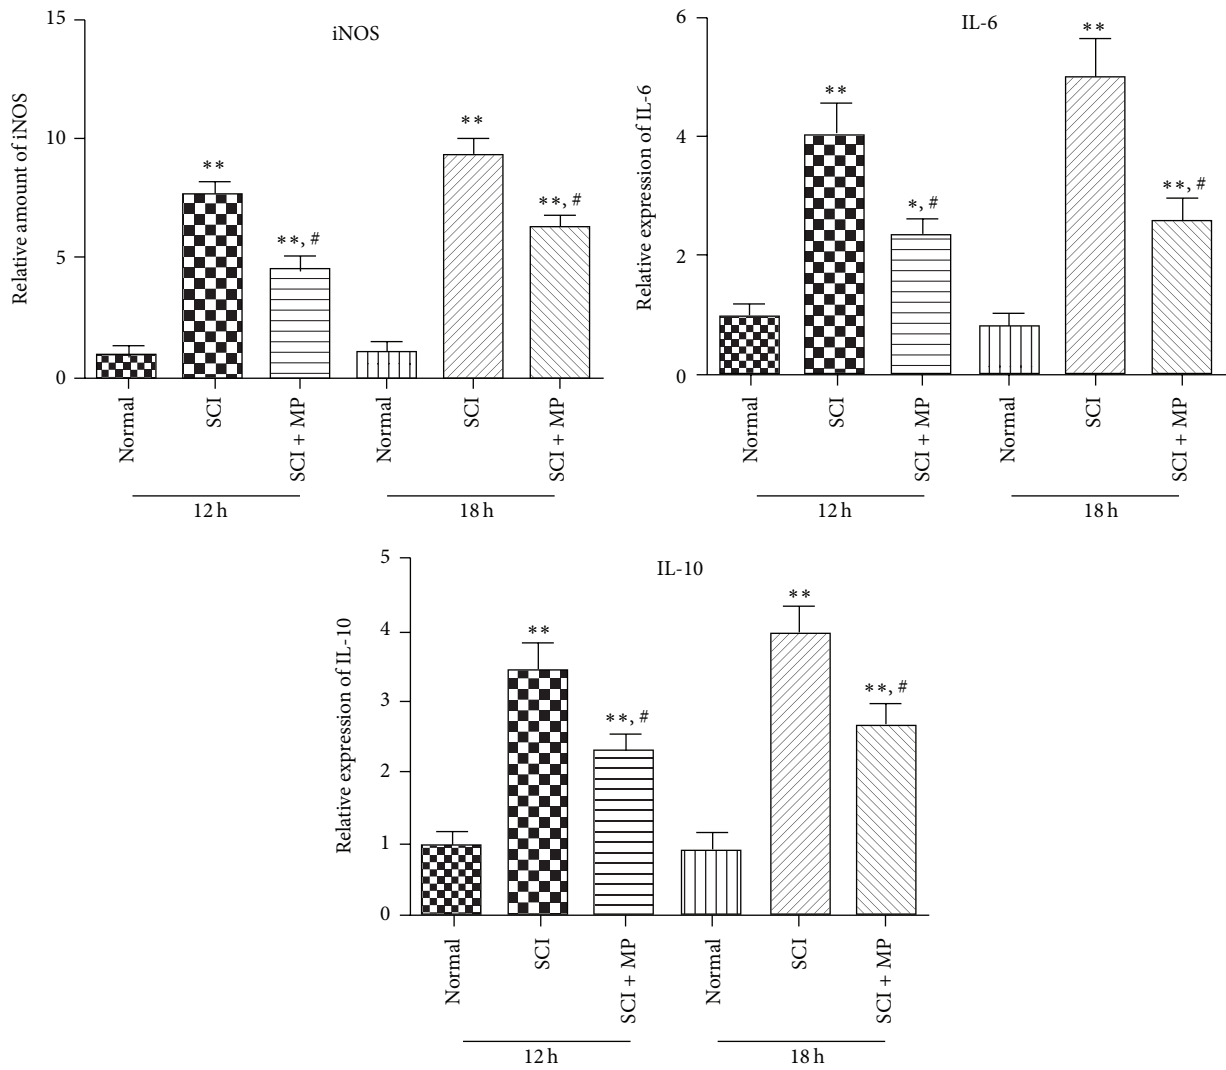 iNOS
Relative amount of iNOS
15
10
5
0
**
**, #
**
**, #
Normal
SCI
SCI + MP
Normal
SCI
SCI + MP
12 h
18 h
IL-6
Relative expression of IL-6
6
4
2
0
**
*, #
**
**, #
Normal
SCI
SCI + MP
Normal
SCI
SCI + MP
12 h
18 h
IL-10
Relative expression of IL-10
5
4
3
2
1
0
**
**, #
**
**, #
Normal
SCI
SCI + MP
Normal
SCI
SCI + MP
12 h
18 h